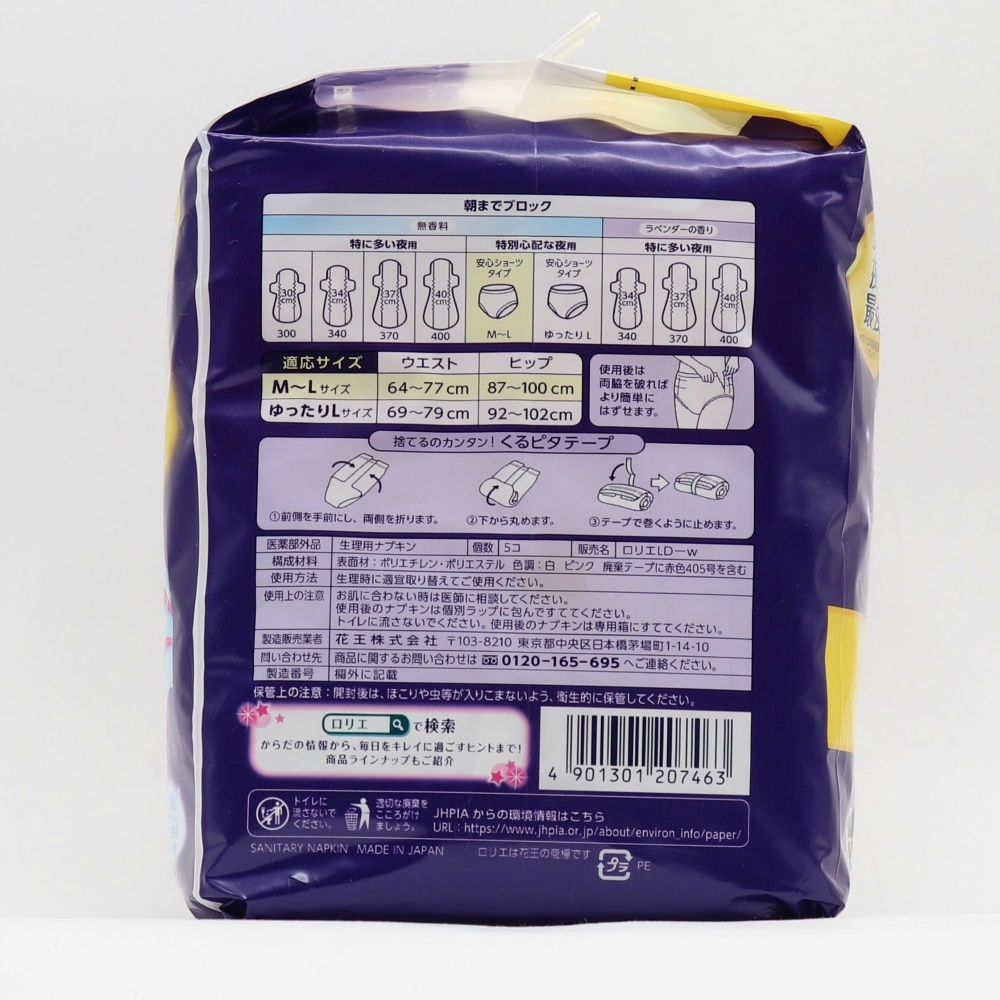 朝までブロック
無香料
ラベンダーの香り
特に多い夜用
特別心配な夜用
特に多い夜用
安心ショーツ
タイプ
安心ショーツ
タイプ
30
cm
34
cm
37
cm
40
cm
34
cm
37
cm
40
cm
300
340
370
400
M〜L
ゆったりL
340
370
400
適応サイズ ウエスト ヒップ
M〜Lサイズ 64〜77cm 87〜100cm
ゆったりLサイズ 69〜79cm 92〜102cm
使用後は
両脇を破れば
より簡単に
はずせます。
捨てるのカンタン!くるピタテープ
①前側を手前にし、両側を折ります。
②下から丸めます。
③テープで巻くように止めます。
医薬部外品 生理用ナプキン 個数 5コ 販売名 ロリエLDーw
構成材料 表面材:ポリエチレン・ポリエステル 色調:白 ピンク 廃棄テープに赤色405号を含む
使用方法 生理時に適宜取り替えてご使用ください。
使用上の注意 お肌に合わない時は医師に相談してください。
使用後のナプキンは個別ラップに包んですててください。
トイレに流さないでください。使用後のナプキンは専用箱にすててください。
製造販売業者 花王株式会社 〒103-8210 東京都中央区日本橋茅場町1-14-10
問い合わせ先 商品に関するお問い合わせは 0120-165-695 へご連絡ください。
製造番号 欄外に記載
保管上の注意:開封後は、ほこりや虫等が入りこまないよう、衛生的に保管してください。
ロリエ で検索
からだの情報から、毎日をキレイに過ごすヒントまで!
商品ラインナップもご紹介
4 901301 207463
トイレに
流さないで
ください。
適切な廃棄を
こころがけ
ましょう。
JHPIA からの環境情報はこちら
URL:https://www.jhpia.or.jp/about/environ_info/paper/
SANITARY NAPKIN MADE IN JAPAN ロリエは花王の商標です
プラ
PE